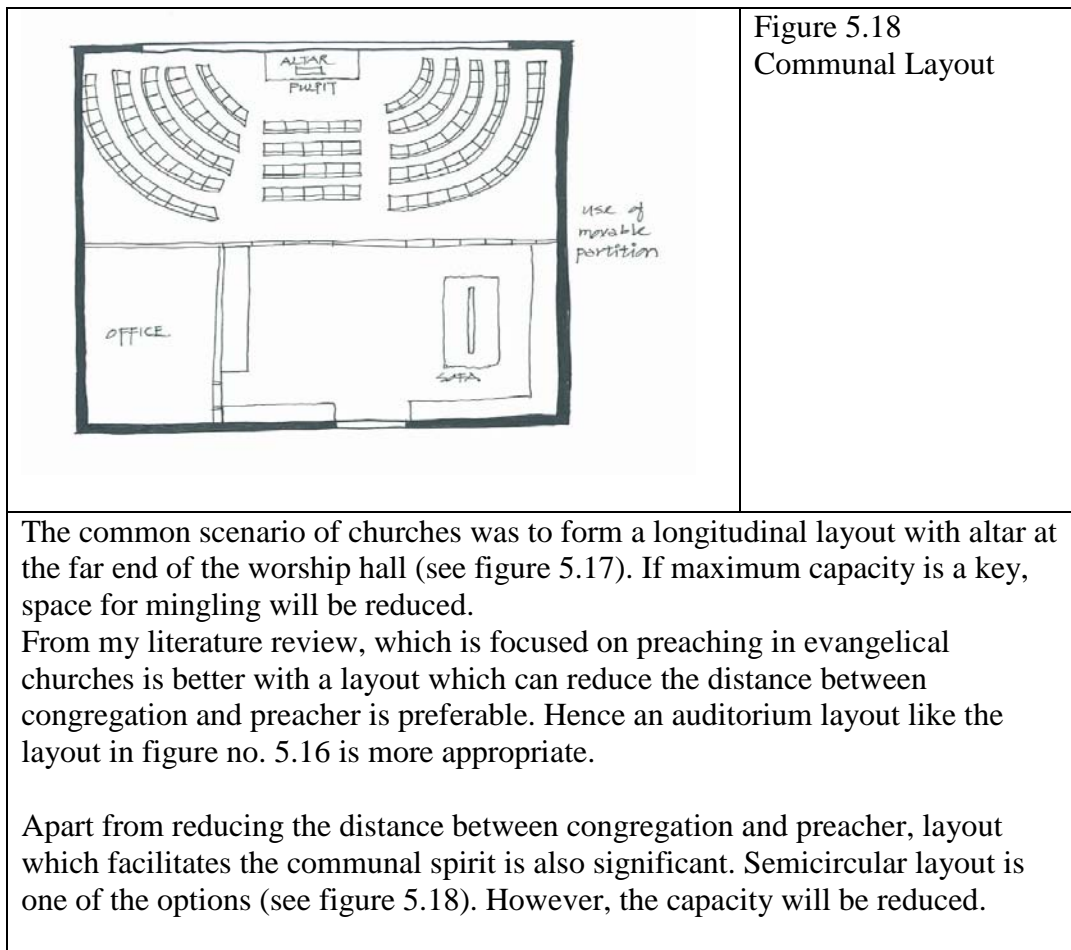 Figure 5.18
Communal Layout
ALTAR
PULPIT
use of
movable
partition
OFFICE
SAFA
The common scenario of churches was to form a longitudinal layout with altar at
the far end of the worship hall (see figure 5.17). If maximum capacity is a key,
space for mingling will be reduced.
From my literature review, which is focused on preaching in evangelical
churches is better with a layout which can reduce the distance between
congregation and preacher is preferable. Hence an auditorium layout like the
layout in figure no. 5.16 is more appropriate.
Apart from reducing the distance between congregation and preacher, layout
which facilitates the communal spirit is also significant. Semicircular layout is
one of the options (see figure 5.18). However, the capacity will be reduced.